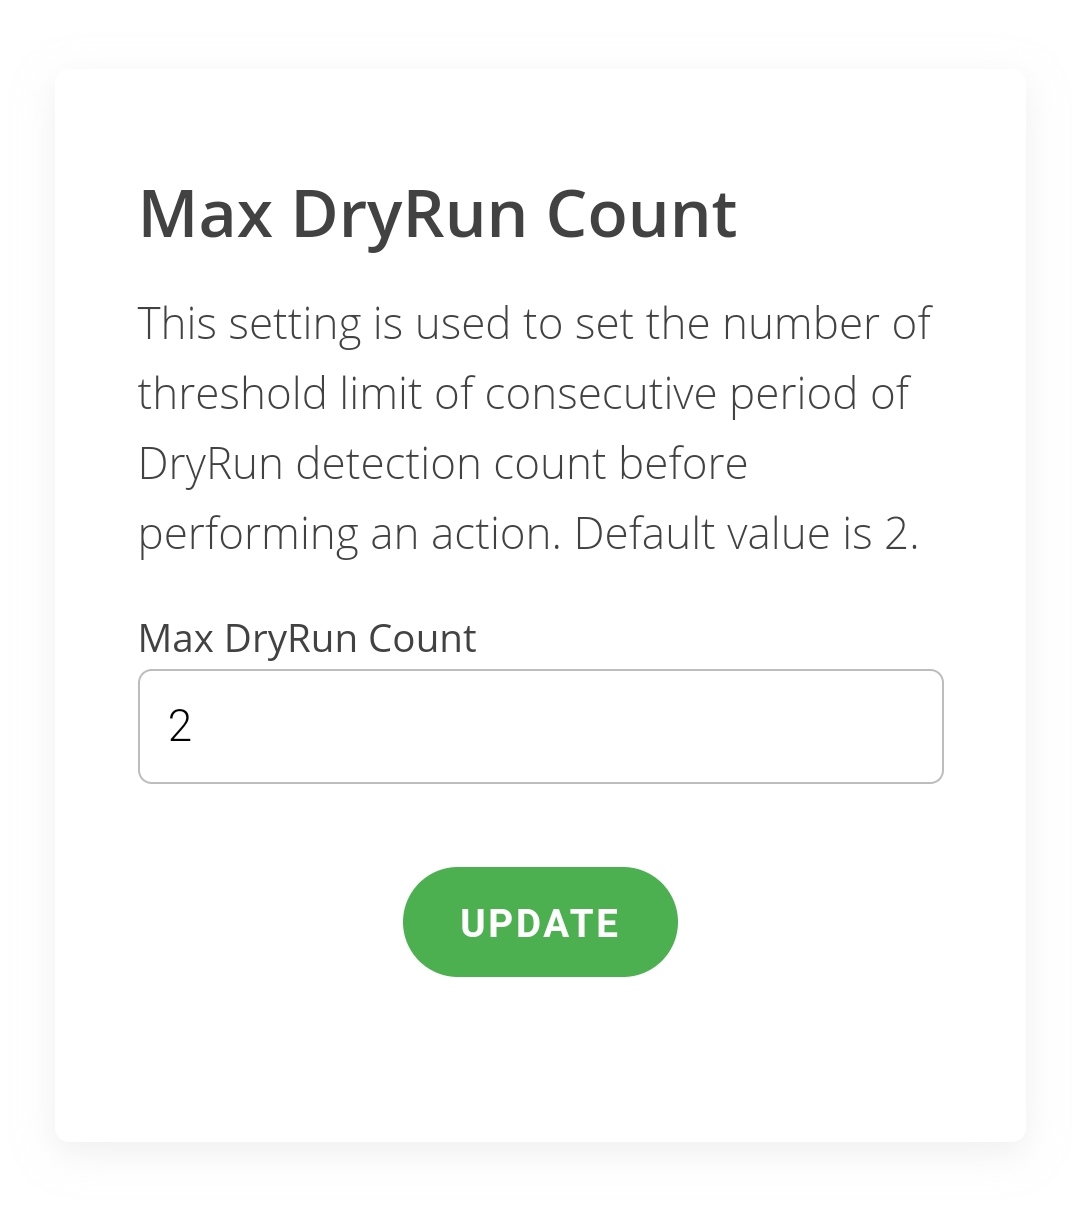 Max DryRun Count
This setting is used to set the number of
threshold limit of consecutive period of
DryRun detection count before
performing an action. Default value is 2.
Max DryRun Count
2
UPDATE